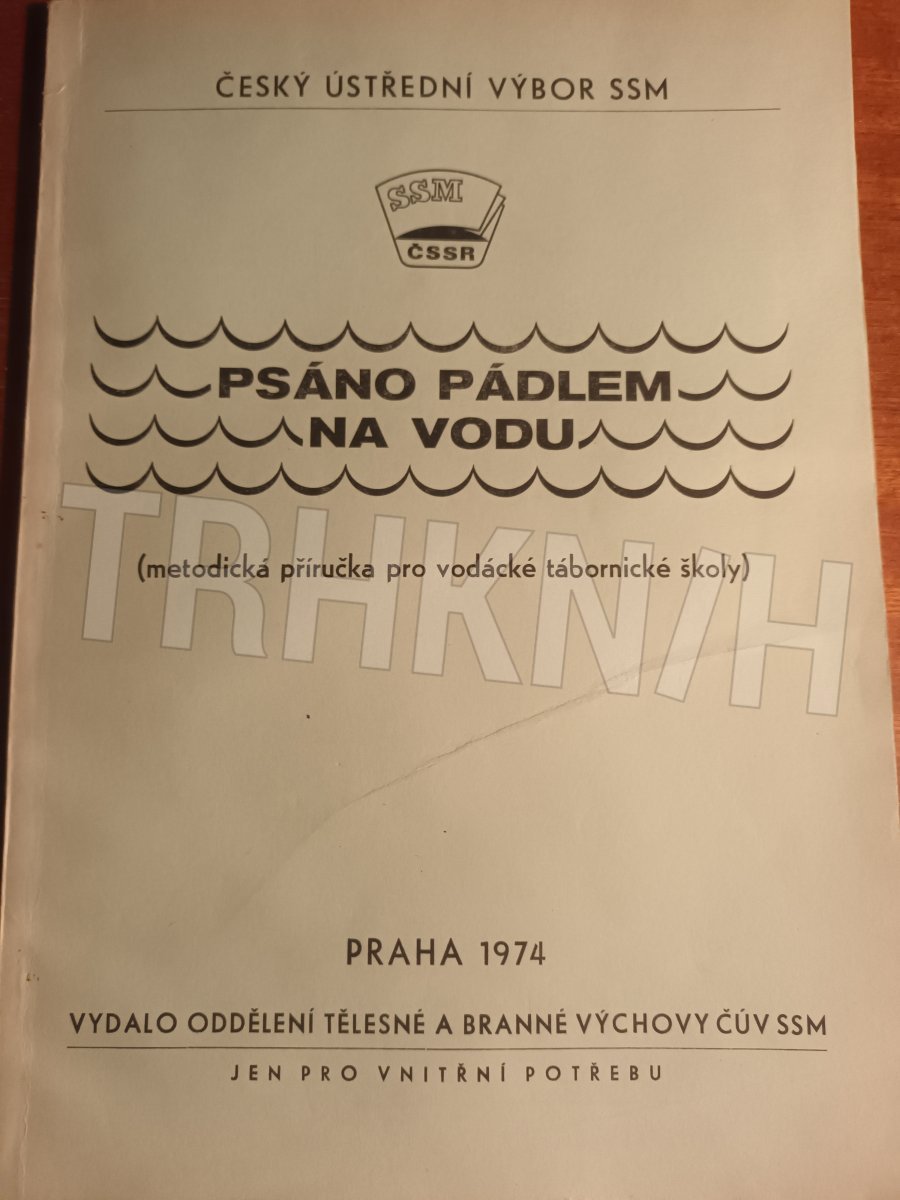 ČESKÝ ÚSTŘEDNÍ VÝBOR SSM
SSM
ČSSR
PSÁNO PÁDLEM
NA VODU
TRHKN/H
(metodická příručka pro vodácké tábornické školy)
PRAHA 1974
VYDALO ODDĚLENÍ TĚLESNÉ A BRANNÉ VÝCHOVY ČÚV SSM
JEN PRO VNITŘNÍ POTŘEBU